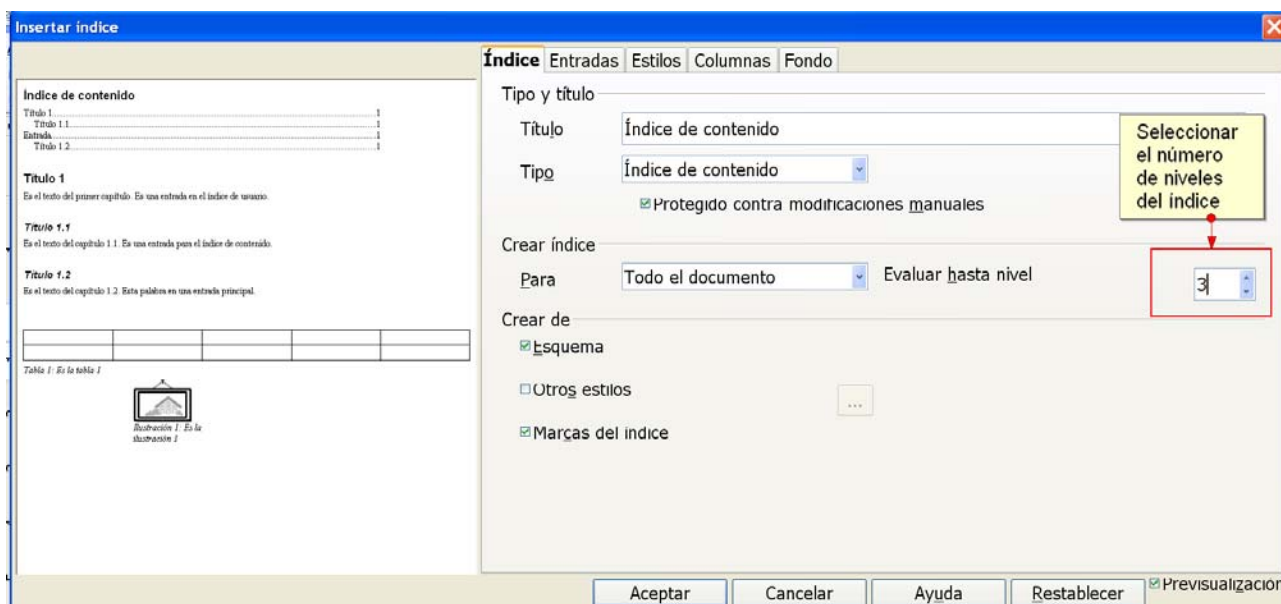 Insertar índice
Índice de contenido
Título 1 1
Título 1.1 1
Entrada 1
Título 1.2 1
Título 1
Es el texto del primer capítulo. Es una entrada en el índice de usuario.
Título 1.1
Es el texto del capítulo 1.1. Es una entrada para el índice de contenido.
Título 1.2
Es el texto del capítulo 1.2. Esta palabra en una entrada principal.
Tabla 1: Es la tabla 1
Ilustración 1: Es la
ilustración 1
Índice Entradas Estilos Columnas Fondo
Tipo y título
Título Índice de contenido
Tipo Índice de contenido
Protegido contra modificaciones manuales
Seleccionar
el número
de niveles
del índice
Crear índice
Para Todo el documento Evaluar hasta nivel 3
Crear de
Esquema
Otros estilos ...
Marcas del índice
Aceptar Cancelar Ayuda Restablecer Previsualización